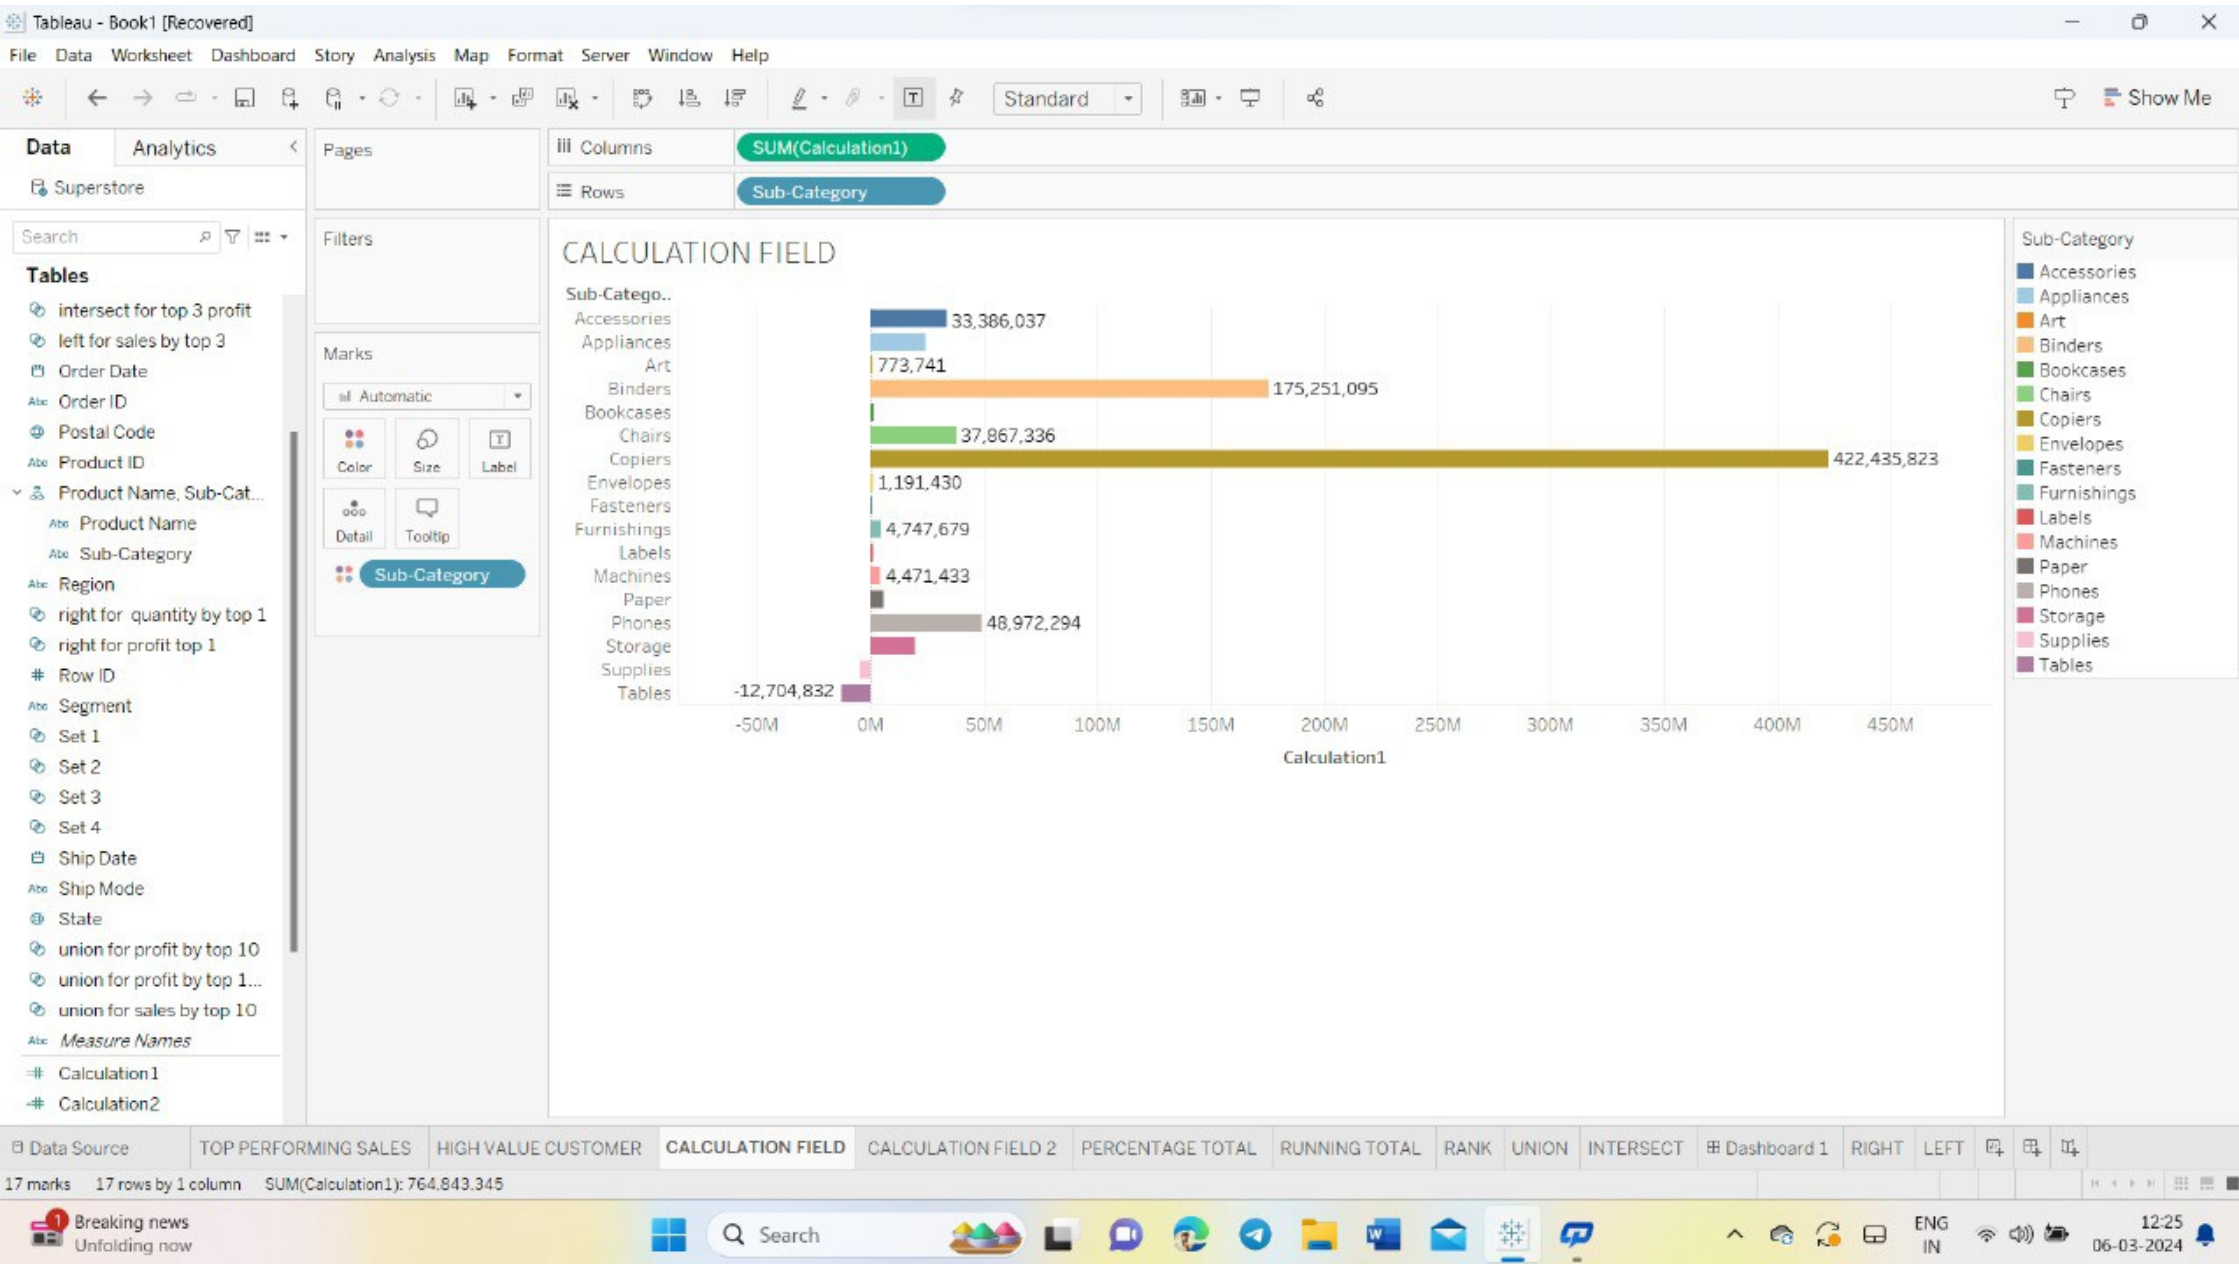 Tableau - Book1 [Recovered]
File Data Worksheet Dashboard Story Analysis Map Format Server Window Help
Standard
Show Me
Data Analytics
Superstore
Search
Tables
intersect for top 3 profit
left for sales by top 3
Order Date
Abc Order ID
Postal Code
Abc Product ID
Product Name, Sub-Cat...
Abc Product Name
Abc Sub-Category
Abc Region
right for quantity by top 1
right for profit top 1
# Row ID
Abc Segment
Set 1
Set 2
Set 3
Set 4
Ship Date
Abc Ship Mode
State
union for profit by top 10
union for profit by top 1...
union for sales by top 10
Abc Measure Names
=# Calculation1
=# Calculation2
Pages
Filters
Marks
Automatic
Color Size Label
Detail Tooltip
Sub-Category
Columns SUM(Calculation1)
Rows Sub-Category
CALCULATION FIELD
Sub-Catego..
Accessories 33,386,037
Appliances
Art 773,741
Binders 175,251,095
Bookcases
Chairs 37,867,336
Copiers 422,435,823
Envelopes 1,191,430
Fasteners
Furnishings 4,747,679
Labels
Machines 4,471,433
Paper
Phones 48,972,294
Storage
Supplies
Tables -12,704,832
-50M 0M 50M 100M 150M 200M 250M 300M 350M 400M 450M
Calculation1
Sub-Category
Accessories
Appliances
Art
Binders
Bookcases
Chairs
Copiers
Envelopes
Fasteners
Furnishings
Labels
Machines
Paper
Phones
Storage
Supplies
Tables
Data Source TOP PERFORMING SALES HIGH VALUE CUSTOMER CALCULATION FIELD CALCULATION FIELD 2 PERCENTAGE TOTAL RUNNING TOTAL RANK UNION INTERSECT Dashboard 1 RIGHT LEFT
17 marks 17 rows by 1 column SUM(Calculation1): 764,843,345
1
Breaking news
Unfolding now
Search
W
ENG
IN
12:25
06-03-2024